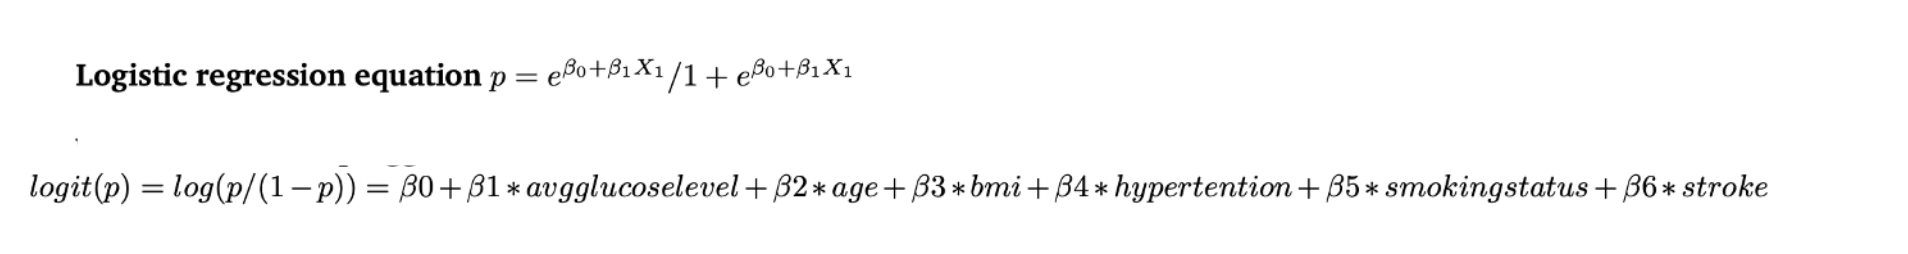 Logistic regression equation p = e^{β₀+β₁X₁}/1 + e^{β₀+β₁X₁}
logit(p) = log(p/(1−p)) = β0+β1∗avgglucoselevel+β2∗age+β3∗bmi+β4∗hypertention+β5∗smokingstatus+β6∗stroke